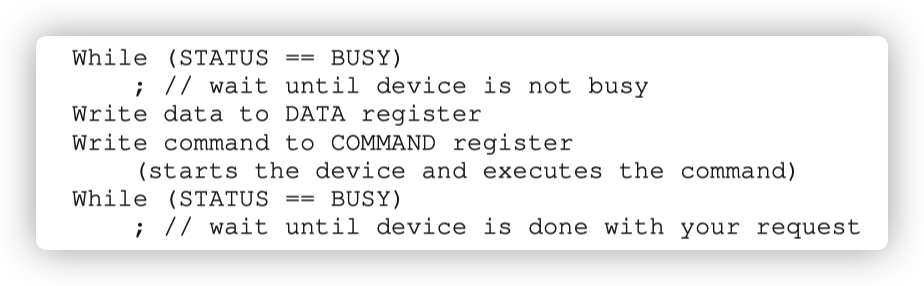 While (STATUS == BUSY)
; // wait until device is not busy
Write data to DATA register
Write command to COMMAND register
(starts the device and executes the command)
While (STATUS == BUSY)
; // wait until device is done with your request